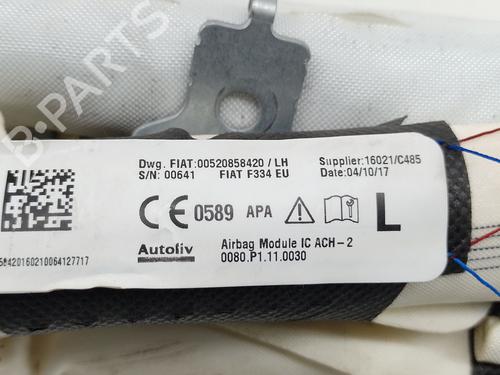 Dwg. FIAT:00520858420 / LH
Supplier:16021/C485
S/N: 00641 FIAT F334 EU
Date:04/10/17
CE 0589 APA
L
Autoliv
Airbag Module IC ACH-2
0080.P1.11.0030
58420160210064127717
B-PARTS